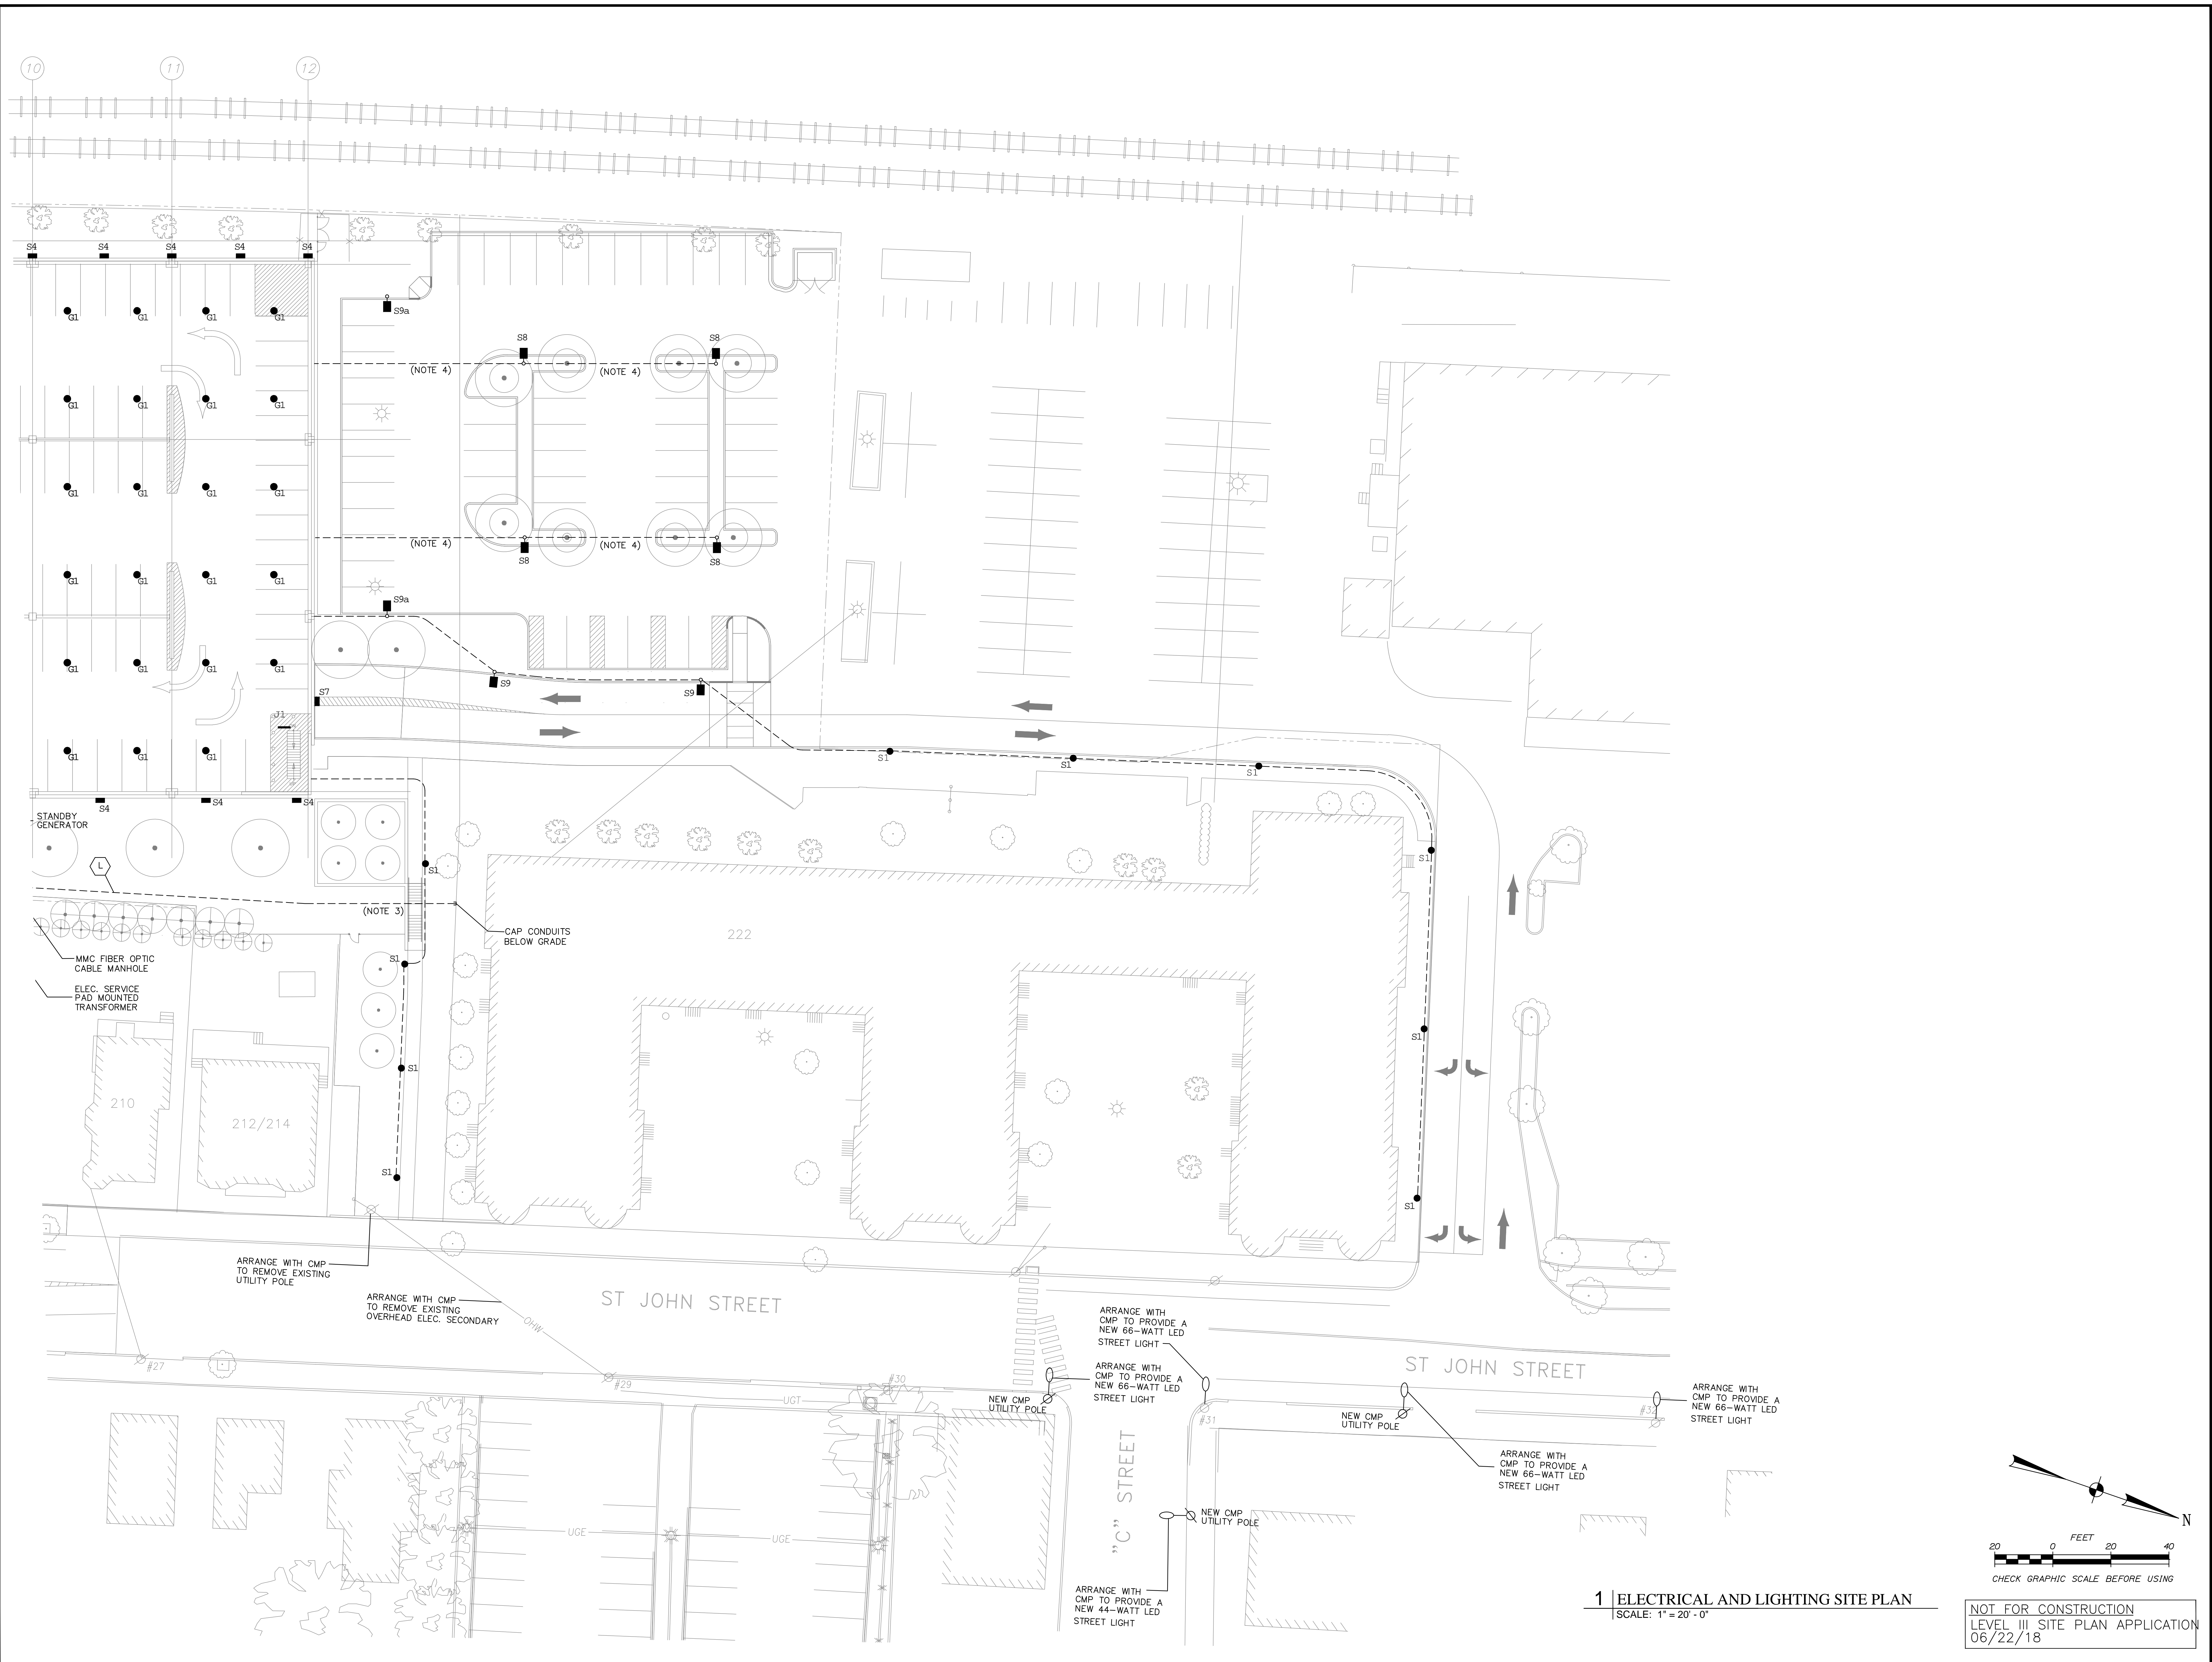 10 11 12
S4 S4 S4 S4 S4
G1 G1 G1 G1
S9a
S8 S8
(NOTE 4) (NOTE 4)
G1 G1 G1 G1
G1 G1 G1 G1
(NOTE 4) (NOTE 4)
S8 S8
G1 G1 G1 G1
S9a
G1 G1 G1 G1
S9 S9
S7
J1
G1 G1 G1
S1 S1 S1
S4 S4 S4
STANDBY
GENERATOR
L
S1
S1
(NOTE 3)
CAP CONDUITS
BELOW GRADE
222
MMC FIBER OPTIC
CABLE MANHOLE
S1
ELEC. SERVICE
PAD MOUNTED
TRANSFORMER
S1
S1
210
212/214
S1
S1
ARRANGE WITH CMP
TO REMOVE EXISTING
UTILITY POLE
ARRANGE WITH CMP
TO REMOVE EXISTING
OVERHEAD ELEC. SECONDARY
OHW
ST JOHN STREET
ARRANGE WITH
CMP TO PROVIDE A
NEW 66-WATT LED
STREET LIGHT
ARRANGE WITH
CMP TO PROVIDE A
NEW 66-WATT LED
STREET LIGHT
ST JOHN STREET
#27
#29
#30
UGT
NEW CMP
UTILITY POLE
#31
NEW CMP
UTILITY POLE
#32
ARRANGE WITH
CMP TO PROVIDE A
NEW 66-WATT LED
STREET LIGHT
ARRANGE WITH
CMP TO PROVIDE A
NEW 66-WATT LED
STREET LIGHT
"C" STREET
UGE UGE
NEW CMP
UTILITY POLE
ARRANGE WITH
CMP TO PROVIDE A
NEW 44-WATT LED
STREET LIGHT
N
FEET
20 0 20 40
CHECK GRAPHIC SCALE BEFORE USING
1 ELECTRICAL AND LIGHTING SITE PLAN
SCALE: 1" = 20' - 0"
NOT FOR CONSTRUCTION
LEVEL III SITE PLAN APPLICATION
06/22/18